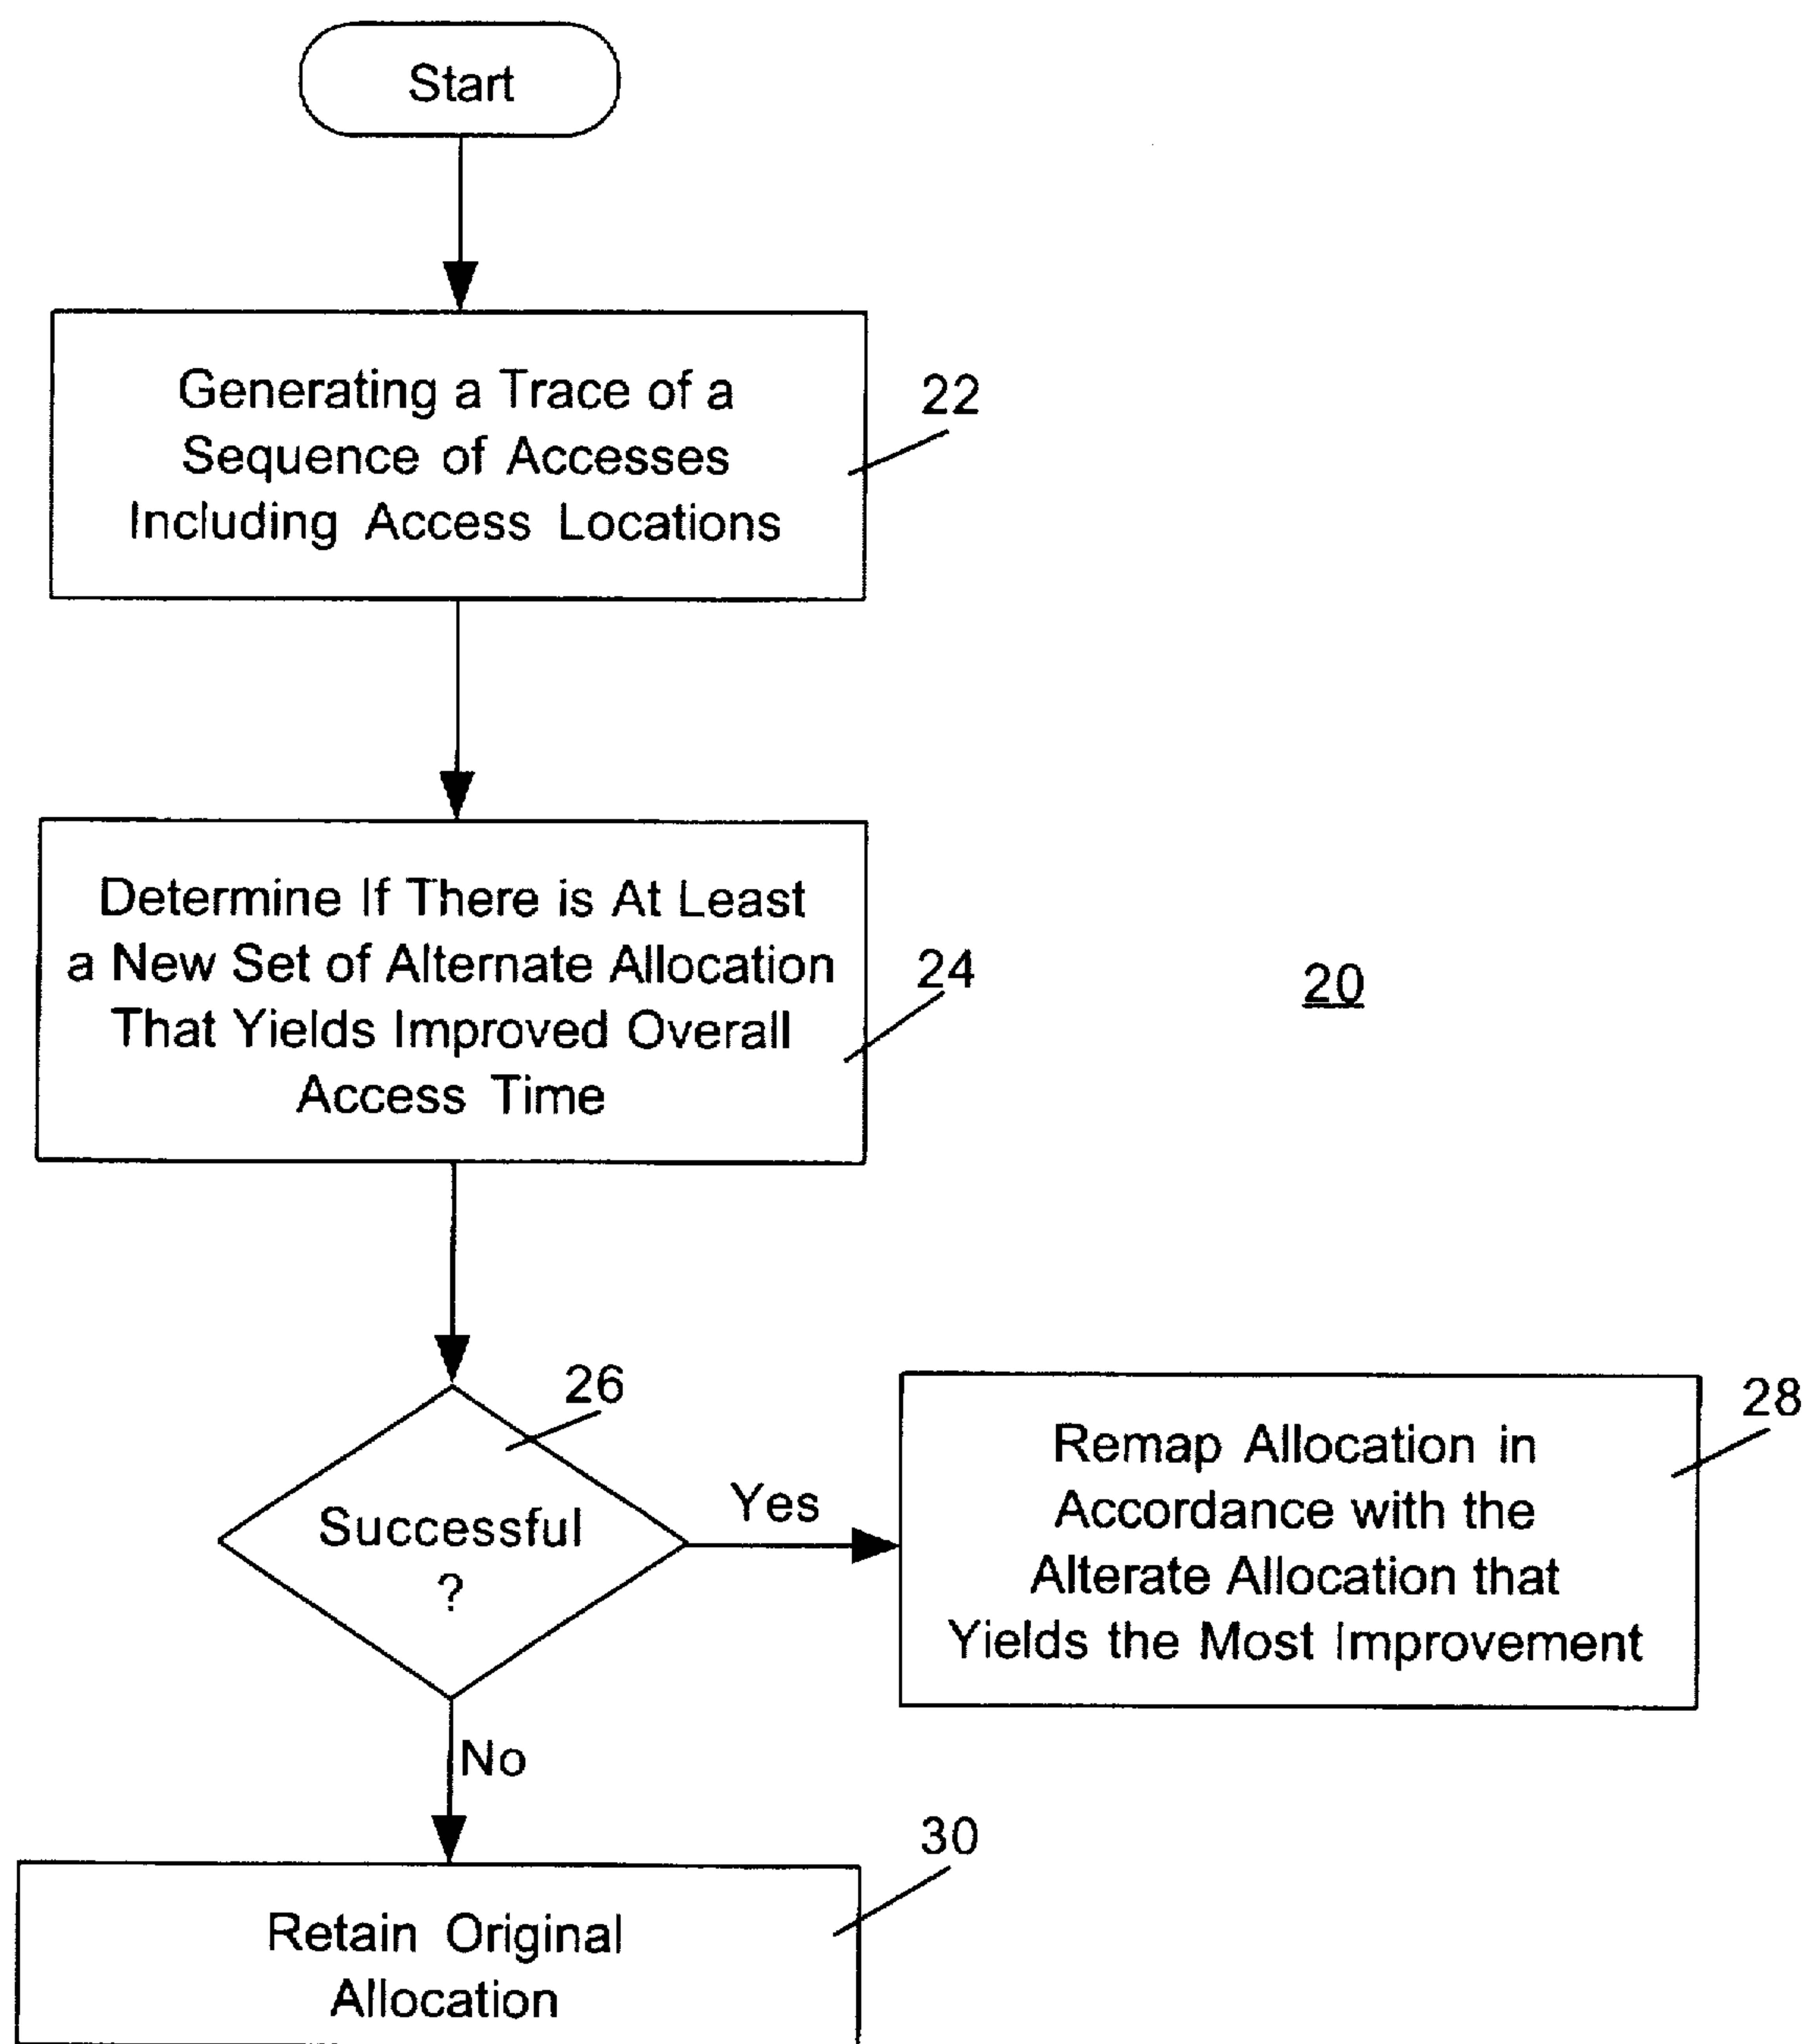 Start
Generating a Trace of a
Sequence of Accesses
Including Access Locations
22
Determine If There is At Least
a New Set of Alternate Allocation
That Yields Improved Overall
Access Time
24
20
26
Successful
?
Yes
Remap Allocation in
Accordance with the
Alterate Allocation that
Yields the Most Improvement
28
No
30
Retain Original
Allocation